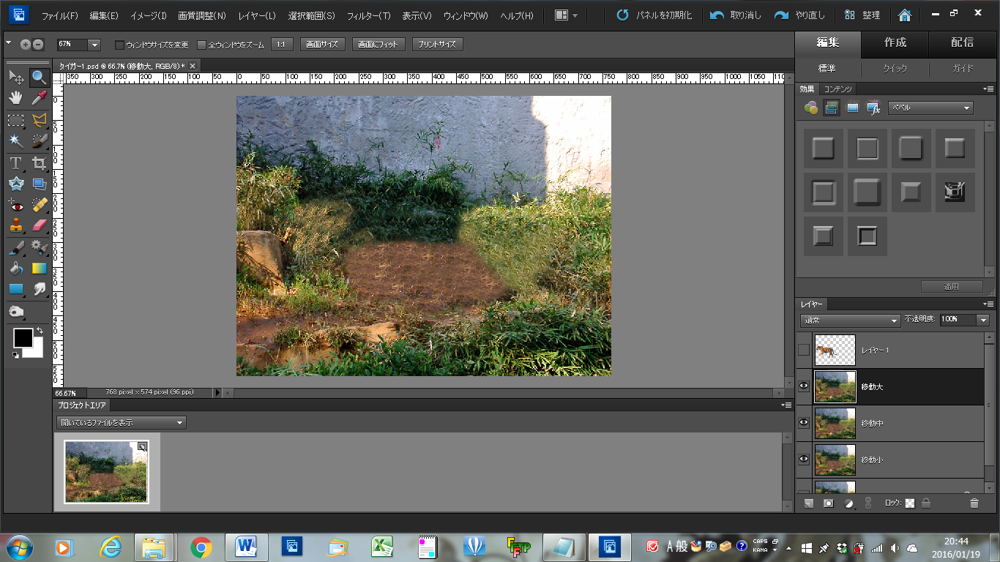 ファイル(F) 編集(E) イメージ(I) 画質調整(N) レイヤー(L) 選択範囲(S) フィルター(T) 表示(V) ウィンドウ(W) ヘルプ(H) パネルを初期化 取り消し やり直し 整理
67% ウィンドウサイズを変更 全ウィンドウをズーム 1:1 画面サイズ 画面にフィット プリントサイズ
編集 作成 配信
タイガー1.psd @ 66.7% (移動大, RGB/8) *
標準 クイック ガイド
350 300 250 200 150 100 50 0 50 100 150 200 250 300 350 400 450 500 550 600 650 700 750 800 850 900 950 1000 1050
0 50 100 150 200 250 300 350 400 450 500 550
効果 コンテンツ
ベベル
適用
レイヤー
通常 不透明度: 100%
レイヤー 1
移動大
移動中
移動小
ロック:
66.67% 768 pixel x 574 pixel (96 ppi)
プロジェクトエリア
開いているファイルを表示
A 般 CAPS KANA
20:44
2016/01/19